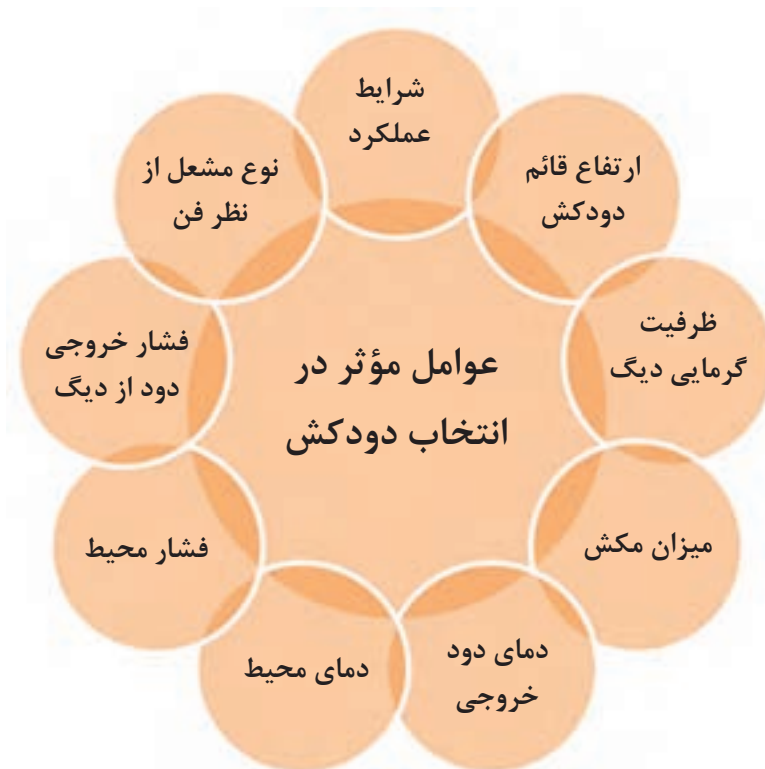 عوامل مؤثر در
انتخاب دودکش
شرایط
عملکرد
ارتفاع قائم
دودکش
ظرفیت
گرمایی دیگ
میزان مکش
دمای دود
خروجی
دمای محیط
فشار محیط
فشار خروجی
دود از دیگ
نوع مشعل از
نظر فن